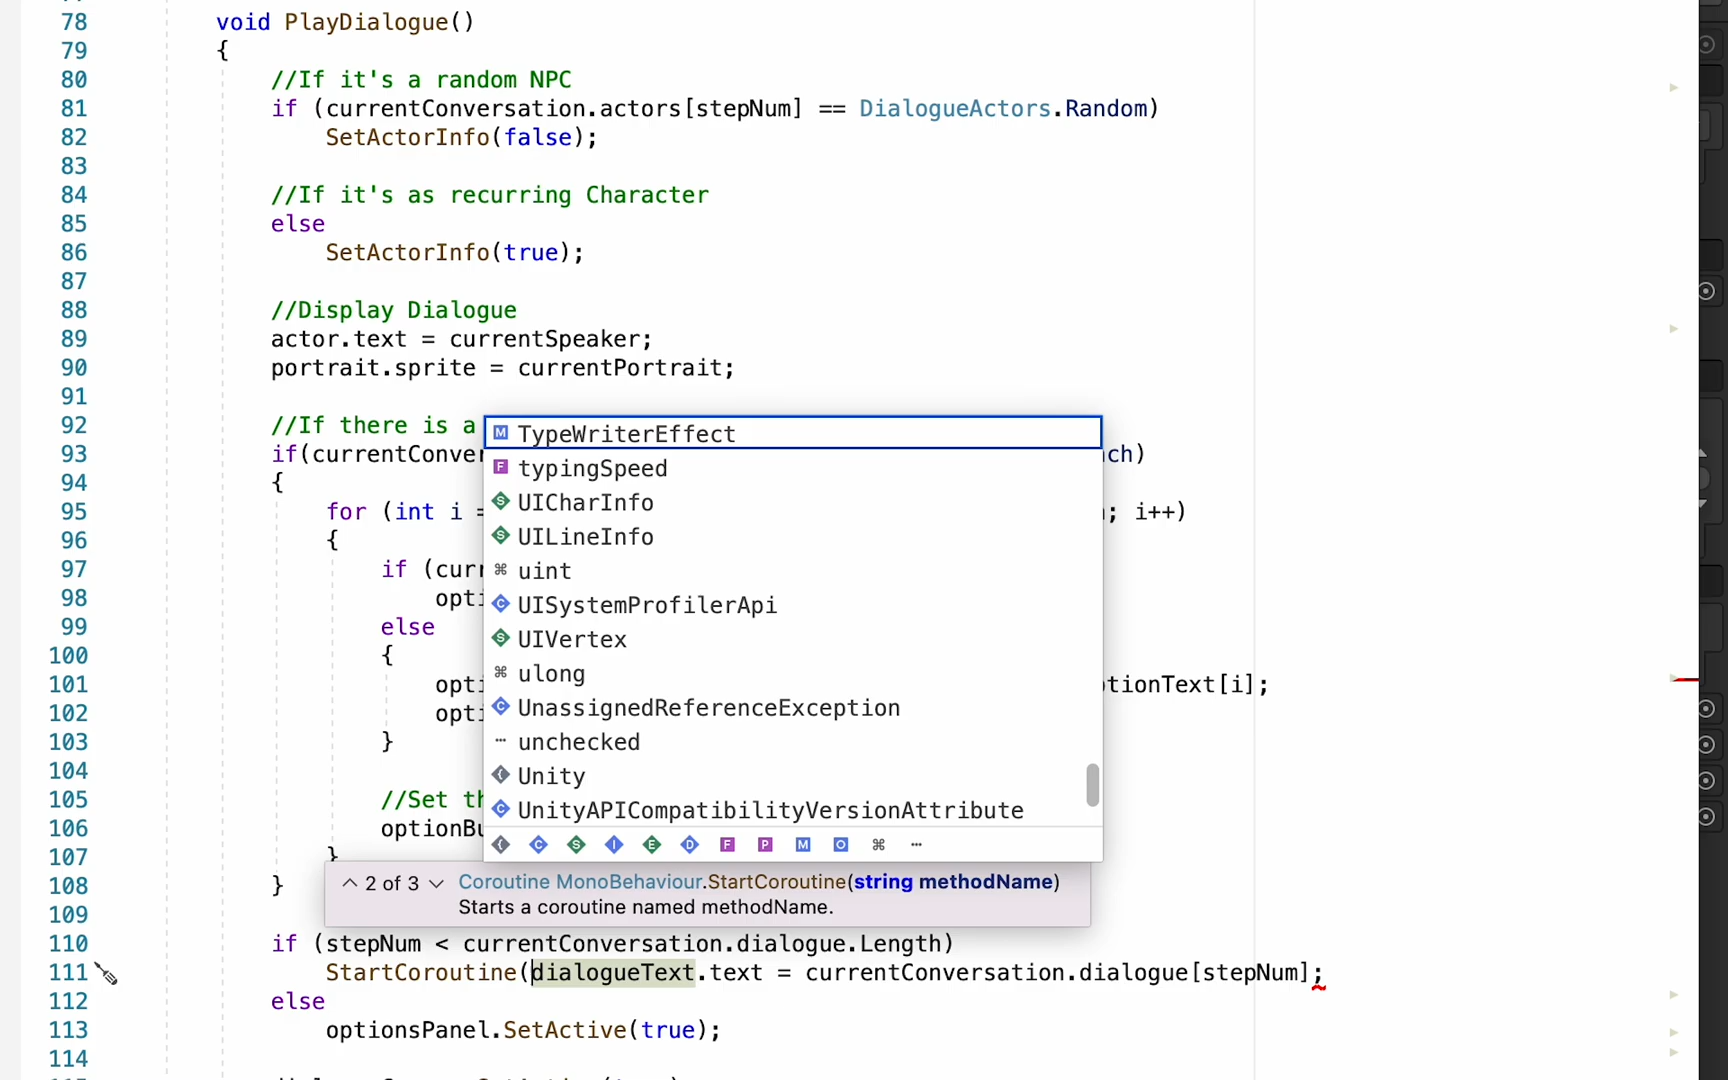 78 void PlayDialogue()
79 {
80 //If it's a random NPC
81 if (currentConversation.actors[stepNum] == DialogueActors.Random)
82 SetActorInfo(false);
83
84 //If it's as recurring Character
85 else
86 SetActorInfo(true);
87
88 //Display Dialogue
89 actor.text = currentSpeaker;
90 portrait.sprite = currentPortrait;
91
92 //If there is a
93 if(currentConver ch)
94 {
95 for (int i = ; i++)
96 {
97 if (curr
98 opti
99 else
100 {
101 opti tionText[i];
102 opti
103 }
104
105 //Set th
106 optionBu
107 }
108 }
109
110 if (stepNum < currentConversation.dialogue.Length)
111 StartCoroutine(dialogueText.text = currentConversation.dialogue[stepNum];
112 else
113 optionsPanel.SetActive(true);
114
TypeWriterEffect
typingSpeed
UICharInfo
UILineInfo
uint
UISystemProfilerApi
UIVertex
ulong
UnassignedReferenceException
unchecked
Unity
UnityAPICompatibilityVersionAttribute
2 of 3 Coroutine MonoBehaviour.StartCoroutine(string methodName)
Starts a coroutine named methodName.